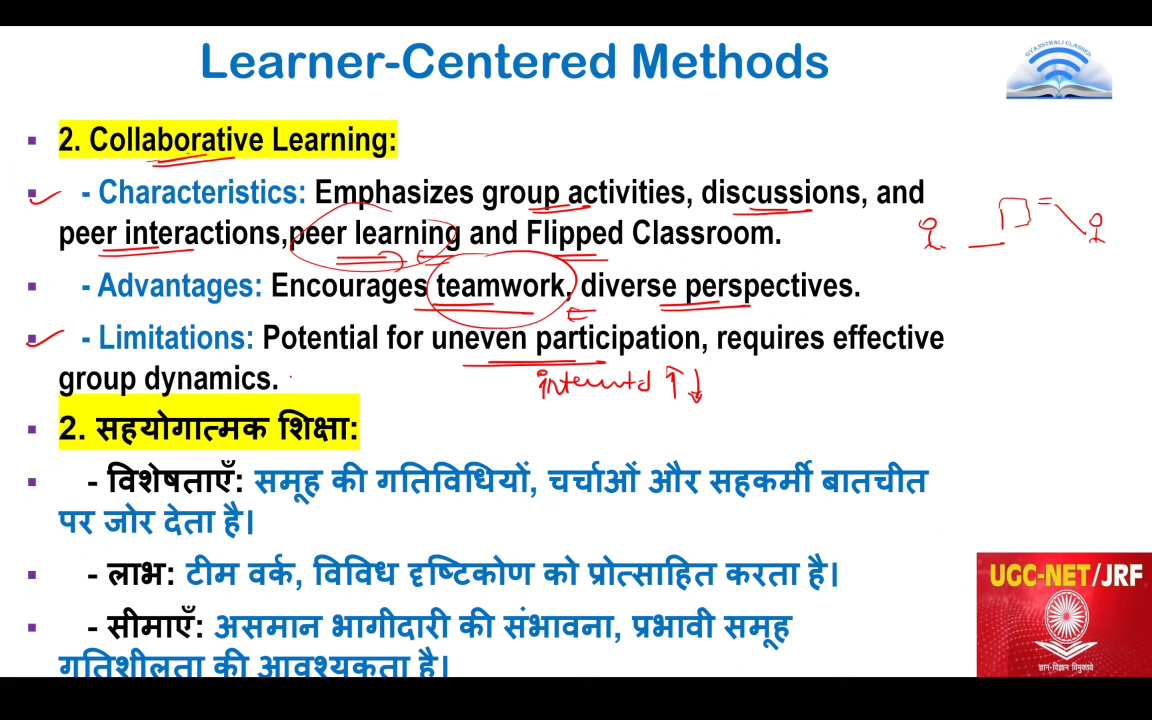 Learner-Centered Methods
GYANSTHALI CLASSES
2. Collaborative Learning:
- Characteristics: Emphasizes group activities, discussions, and
peer interactions,peer learning and Flipped Classroom.
- Advantages: Encourages teamwork, diverse perspectives.
- Limitations: Potential for uneven participation, requires effective
group dynamics.
2. सहयोगात्मक शिक्षा:
- विशेषताएँ: समूह की गतिविधियों, चर्चाओं और सहकर्मी बातचीत
पर जोर देता है।
- लाभ: टीम वर्क, विविध दृष्टिकोण को प्रोत्साहित करता है।
- सीमाएँ: असमान भागीदारी की संभावना, प्रभावी समूह
गतिशीलता की आवश्यकता है।
UGC-NET/JRF
ज्ञान-विज्ञान विमुक्तये